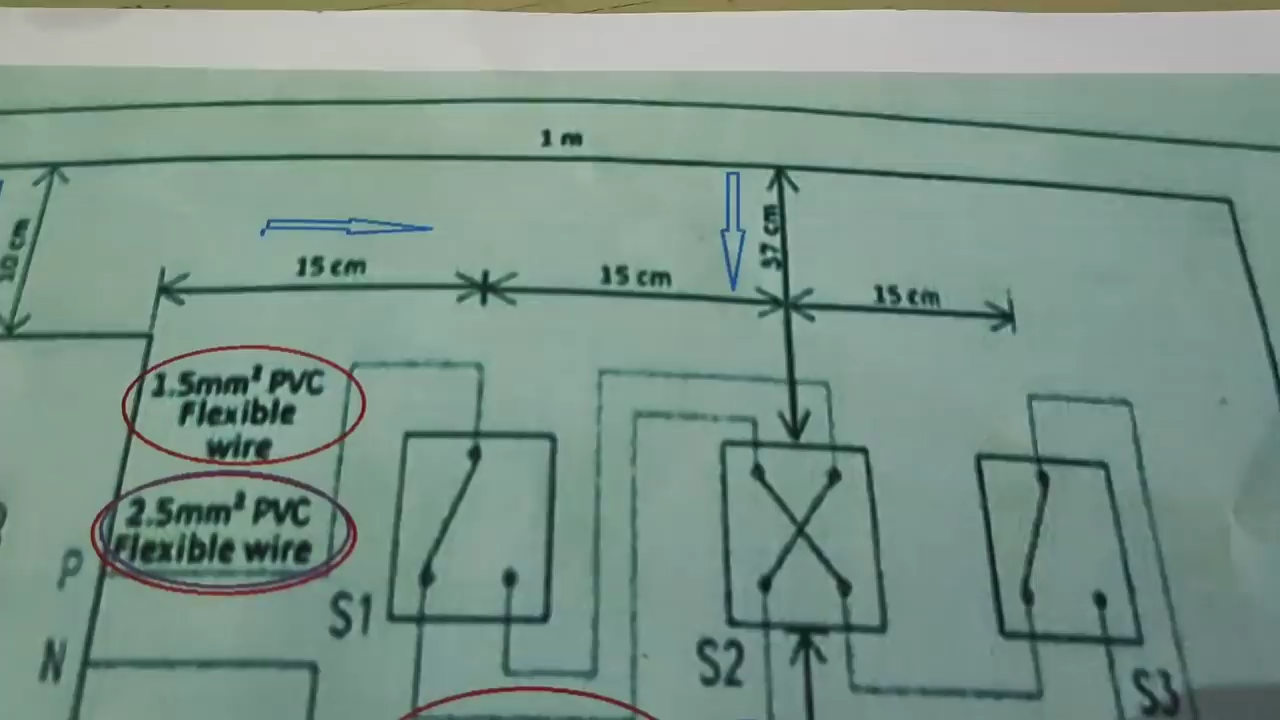 1 m
10 cm
37 cm
15 cm
15 cm
15 cm
1.5mm² PVC
Flexible
wire
2.5mm² PVC
Flexible wire
P
S1
N
S2
S3